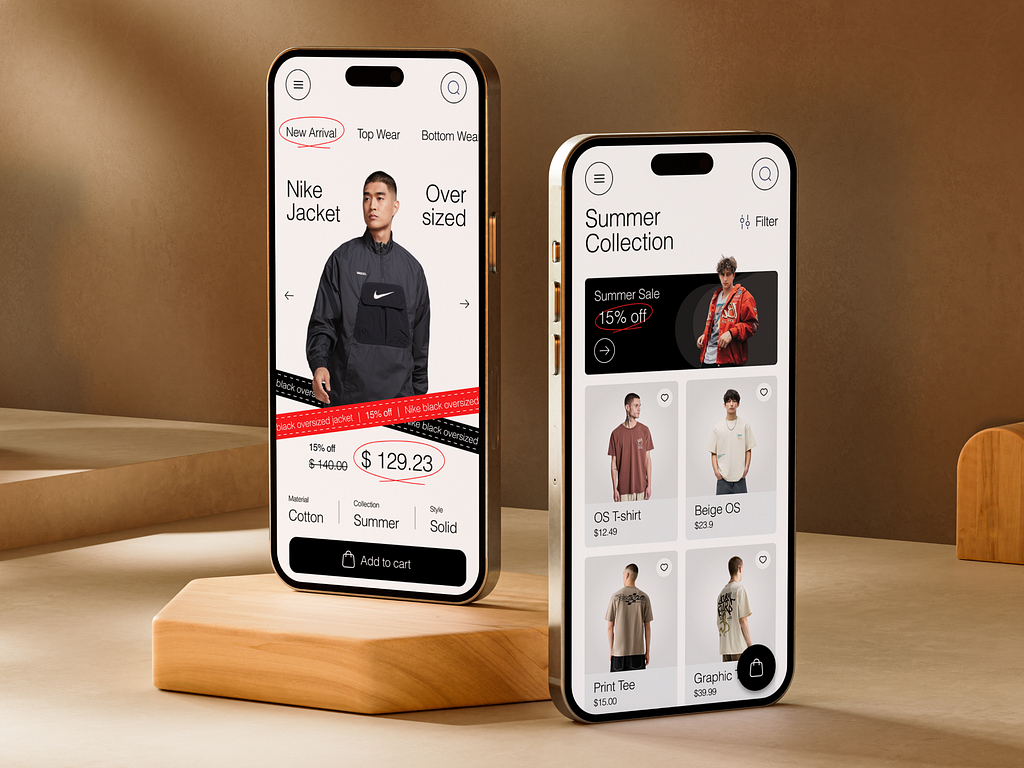 New Arrival
Top Wear
Bottom Wea
Nike
Jacket
Over
sized
black overs
black oversized jacket | 15% off | Nike black oversized
ke black oversized
15% off
$ 140.00
$ 129.23
Material
Cotton
Collection
Summer
Style
Solid
Add to cart
Summer
Collection
Filter
Summer Sale
15% off
OS T-shirt
$12.49
Beige OS
$23.9
Print Tee
$15.00
Graphic T
$39.99